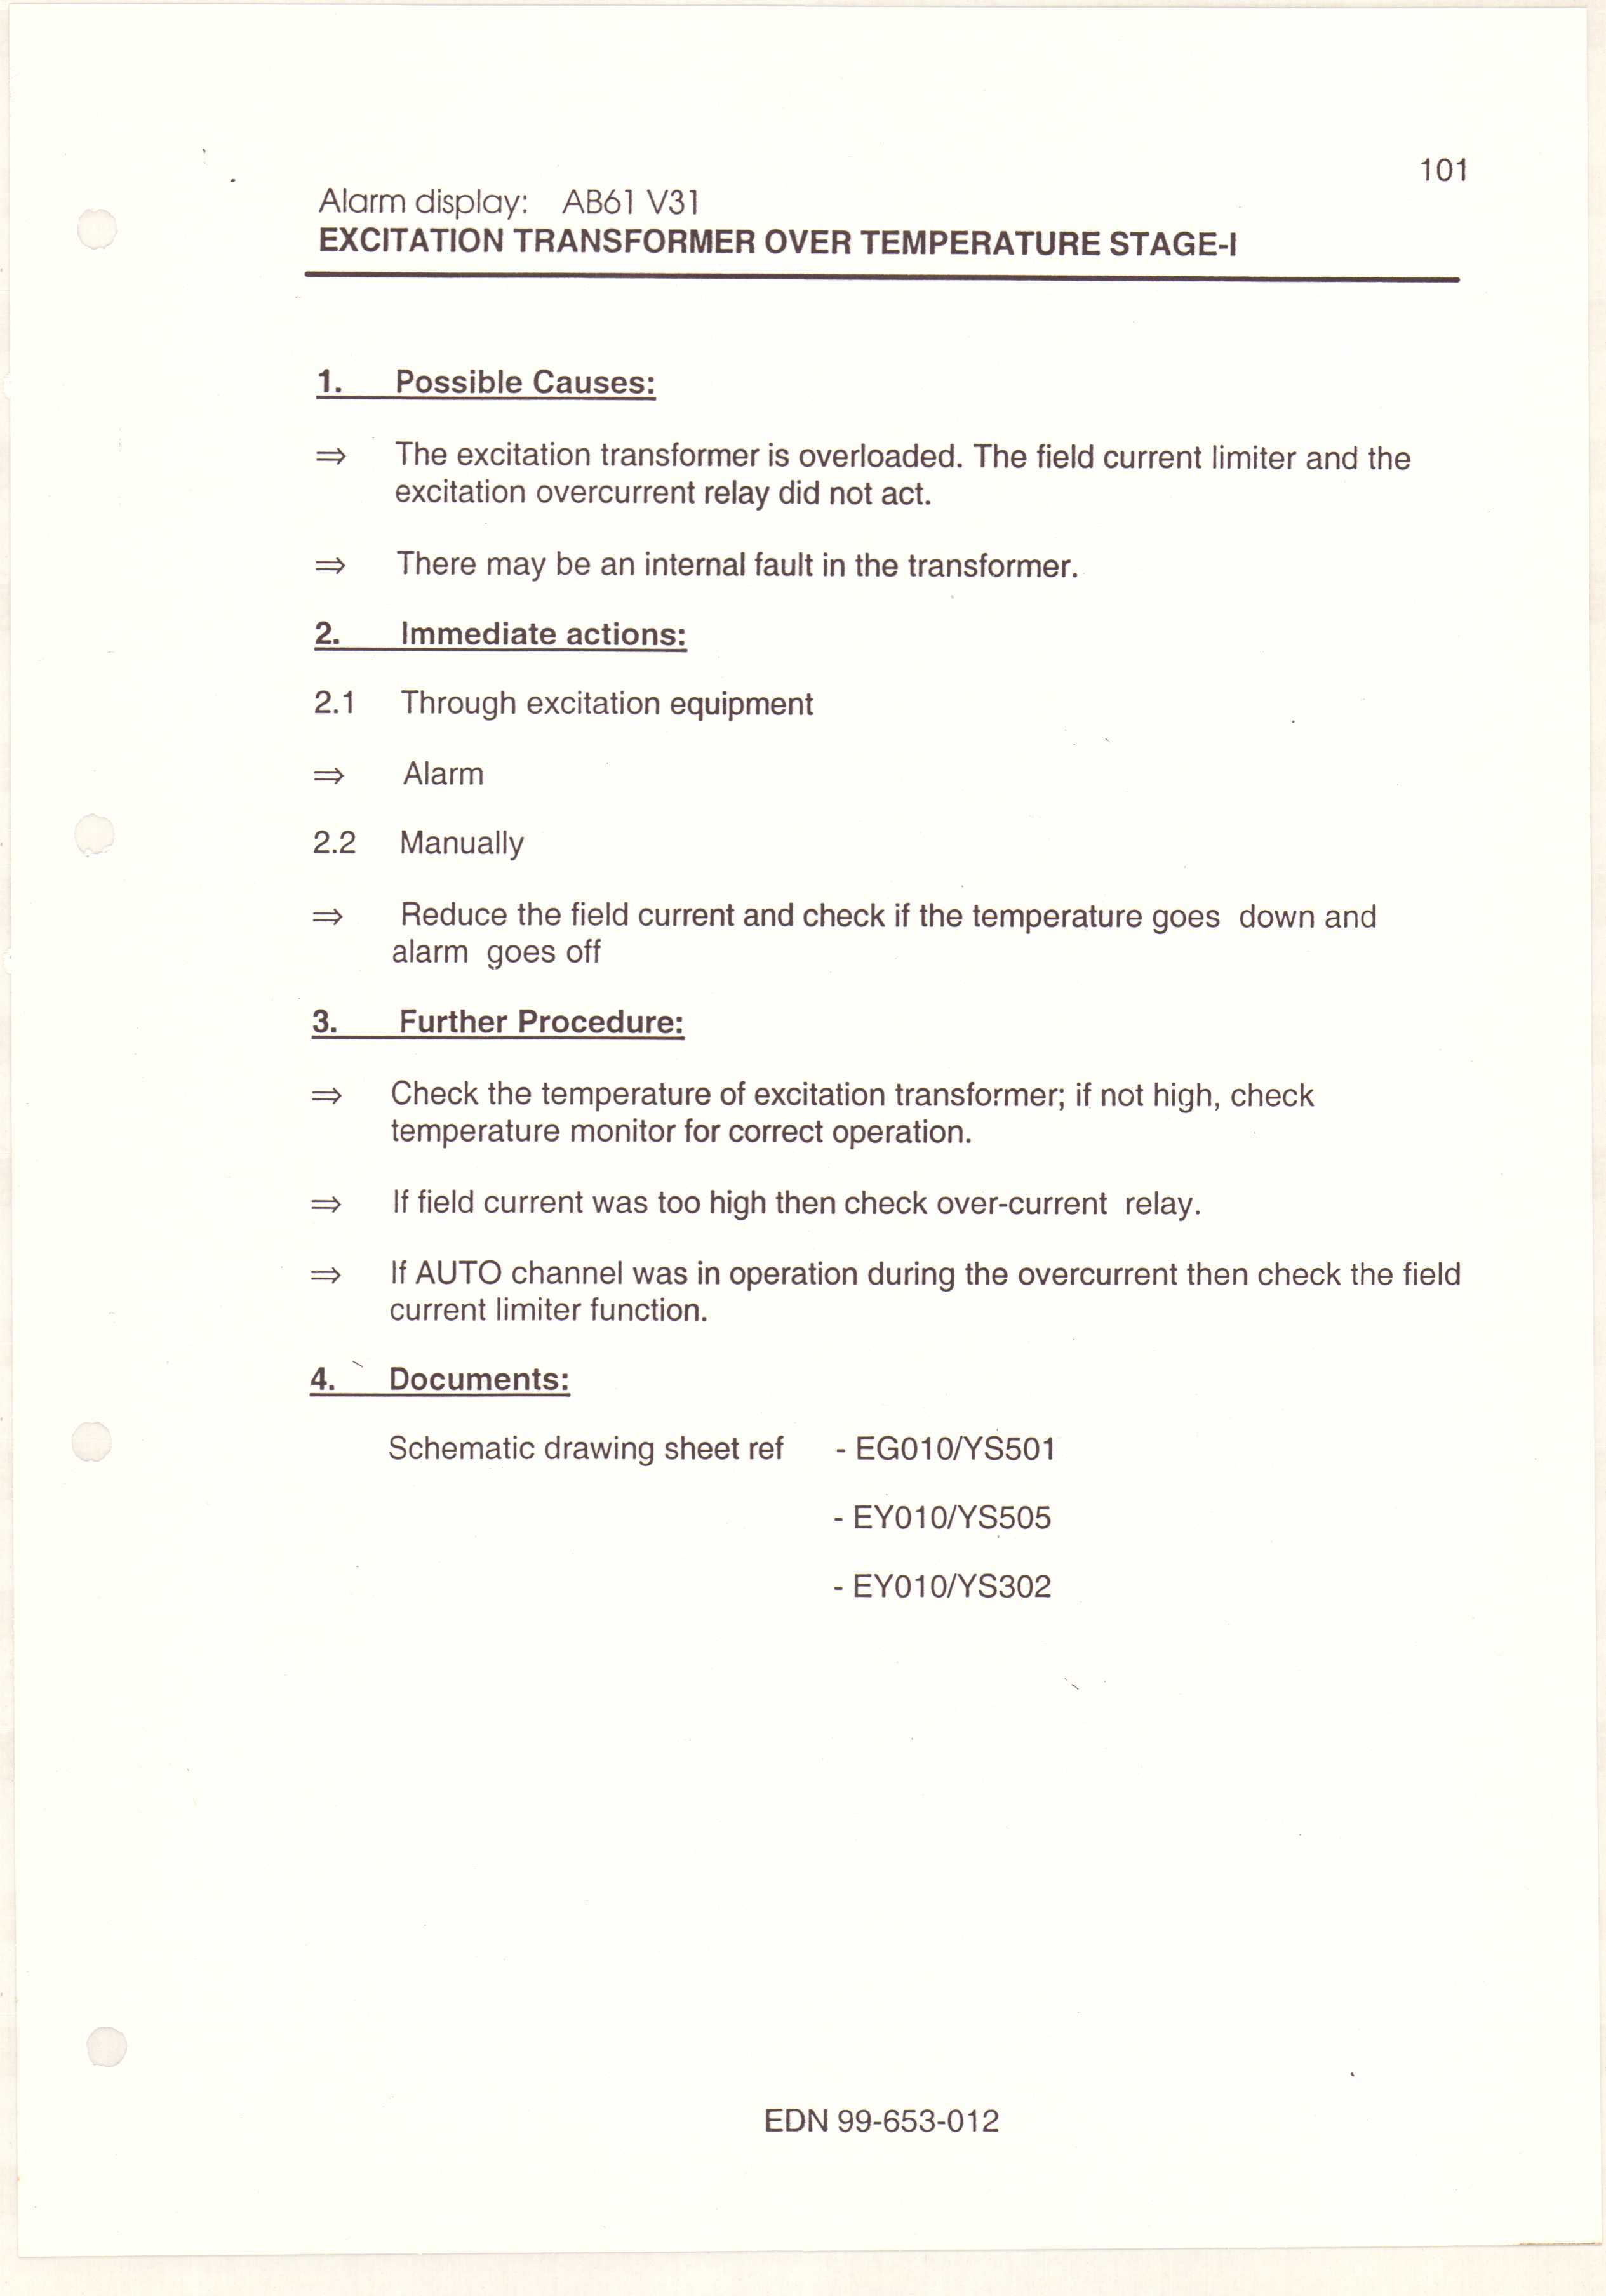 101
Alarm display: AB61 V31
EXCITATION TRANSFORMER OVER TEMPERATURE STAGE-I
1. Possible Causes:
⇒ The excitation transformer is overloaded. The field current limiter and the
excitation overcurrent relay did not act.
⇒ There may be an internal fault in the transformer.
2. Immediate actions:
2.1 Through excitation equipment
⇒ Alarm
2.2 Manually
⇒ Reduce the field current and check if the temperature goes down and
alarm goes off
3. Further Procedure:
⇒ Check the temperature of excitation transformer; if not high, check
temperature monitor for correct operation.
⇒ If field current was too high then check over-current relay.
⇒ If AUTO channel was in operation during the overcurrent then check the field
current limiter function.
4. Documents:
Schematic drawing sheet ref - EG010/YS501
- EY010/YS505
- EY010/YS302
EDN 99-653-012